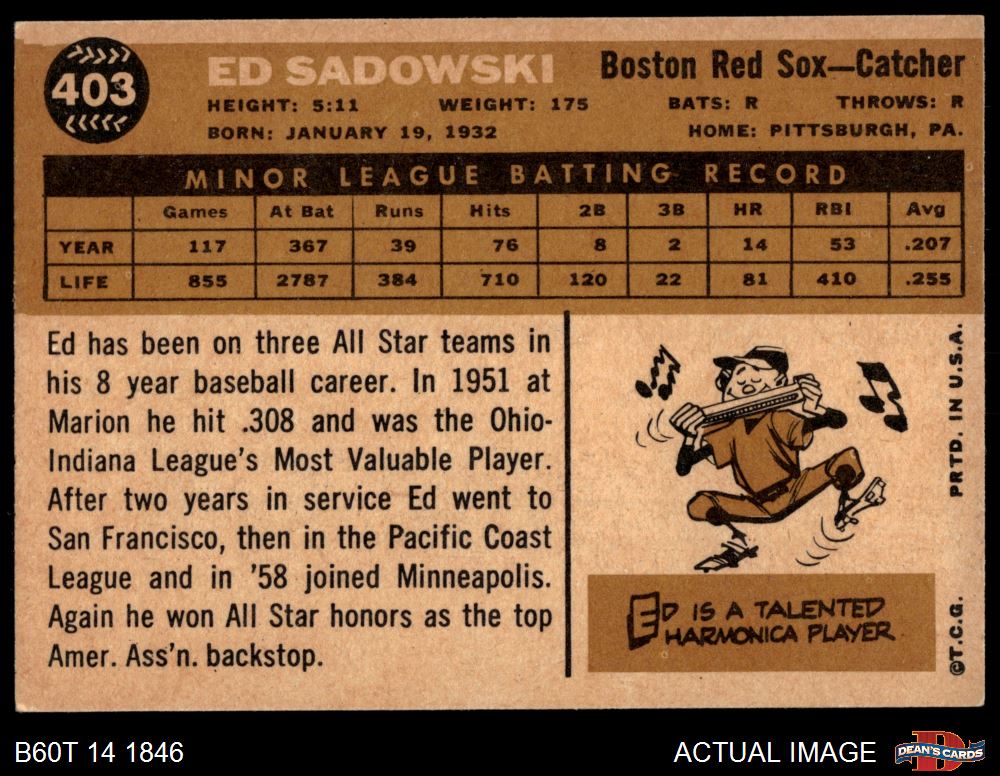 403
ED SADOWSKI Boston Red Sox—Catcher
HEIGHT: 5:11 WEIGHT: 175 BATS: R THROWS: R
BORN: JANUARY 19, 1932 HOME: PITTSBURGH, PA.
MINOR LEAGUE BATTING RECORD
Games At Bat Runs Hits 2B 3B HR RBI Avg
YEAR 117 367 39 76 8 2 14 53 .207
LIFE 855 2787 384 710 120 22 81 410 .255
Ed has been on three All Star teams in
his 8 year baseball career. In 1951 at
Marion he hit .308 and was the Ohio-
Indiana League's Most Valuable Player.
After two years in service Ed went to
San Francisco, then in the Pacific Coast
League and in '58 joined Minneapolis.
Again he won All Star honors as the top
Amer. Ass'n. backstop.
ED IS A TALENTED
HARMONICA PLAYER
©T.C.G. PRTD. IN U.S.A.
B60T 14 1846 ACTUAL IMAGE
D
DEAN'S CARDS